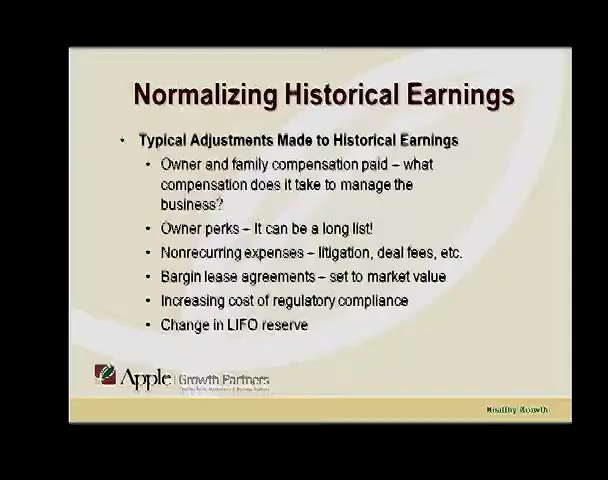 Normalizing Historical Earnings
• Typical Adjustments Made to Historical Earnings
• Owner and family compensation paid – what
compensation does it take to manage the
business?
• Owner perks – It can be a long list!
• Nonrecurring expenses – litigation, deal fees, etc.
• Bargin lease agreements – set to market value
• Increasing cost of regulatory compliance
• Change in LIFO reserve
Apple Growth Partners
Healthy Growth